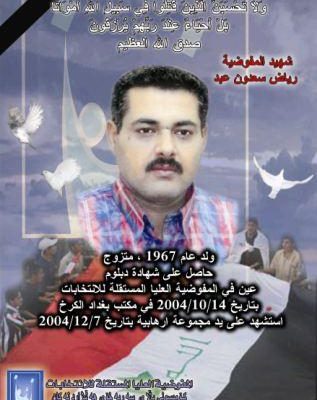 ولا تحسبن الذين قتلوا في سبيل الله أمواتا
بل أحياء عند ربهم يرزقون
صدق الله العظيم
شهيد المفوضية
رياض سعدون عبد
ولد عام 1967 ، متزوج
حاصل على شهادة دبلوم
عين في المفوضية العليا المستقلة للانتخابات
بتاريخ 2004/10/14 في مكتب بغداد الكرخ
استشهد على يد مجموعة ارهابية بتاريخ 2004/12/7
المفوضية العليا المستقلة للانتخابات